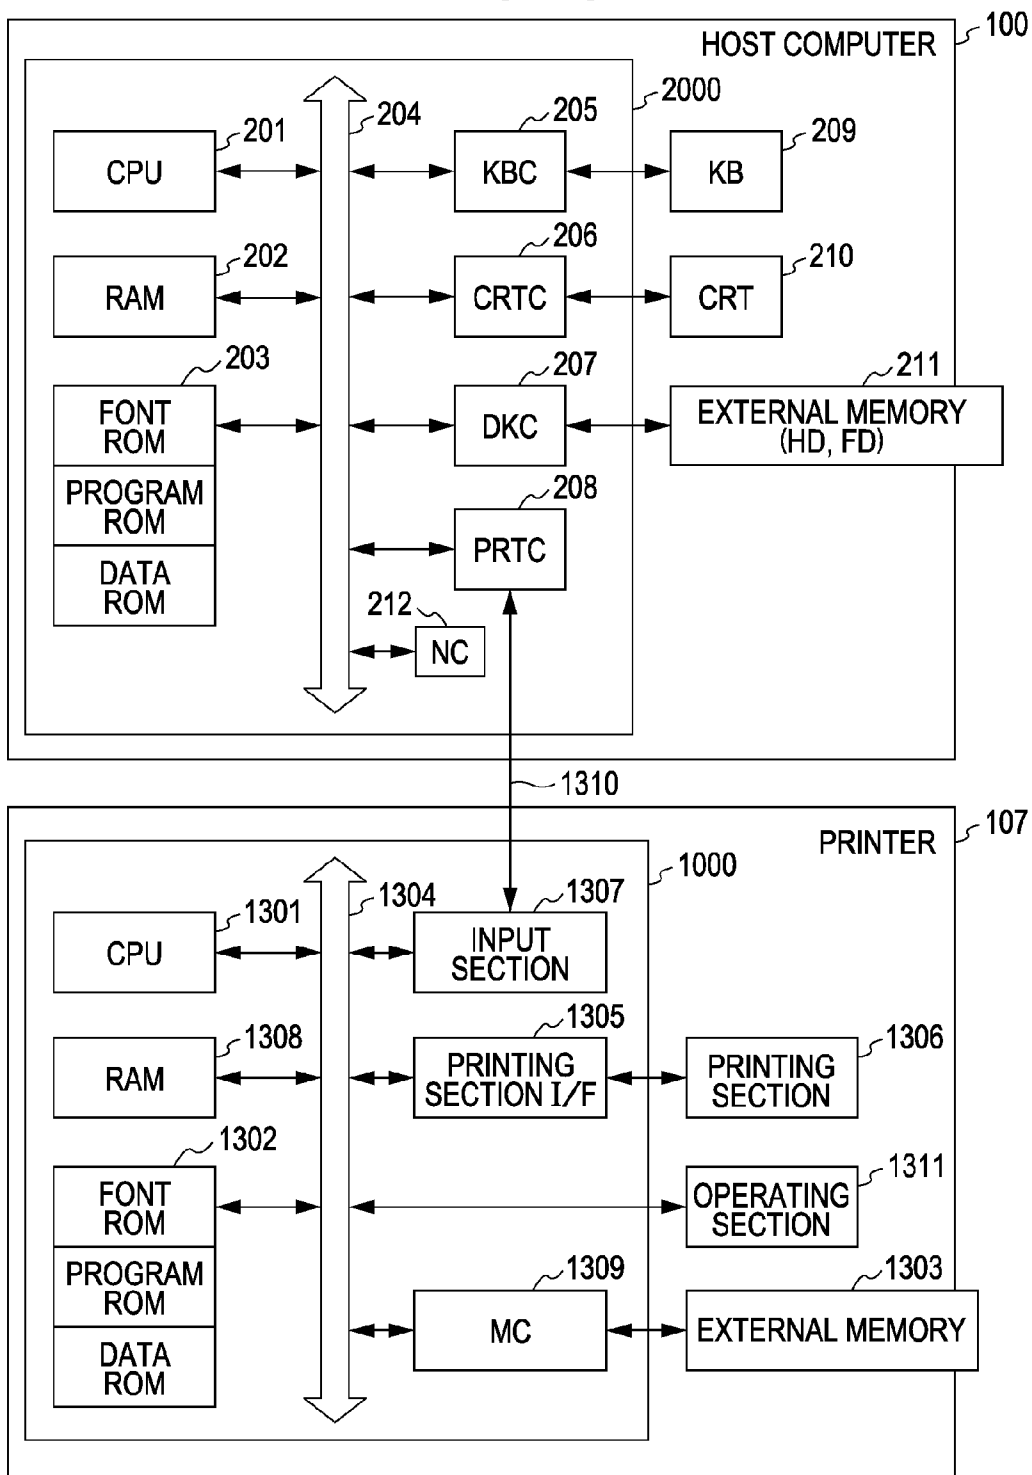 HOST COMPUTER
100
2000
204
201
CPU
205
KBC
209
KB
202
RAM
206
CRTC
210
CRT
203
FONT
ROM
PROGRAM
ROM
DATA
ROM
207
DKC
211
EXTERNAL MEMORY
(HD, FD)
208
PRTC
212
NC
1310
PRINTER
107
1000
1304
1301
CPU
1307
INPUT
SECTION
1308
RAM
1305
PRINTING
SECTION I/F
1306
PRINTING
SECTION
1302
FONT
ROM
PROGRAM
ROM
DATA
ROM
1311
OPERATING
SECTION
1309
MC
1303
EXTERNAL MEMORY